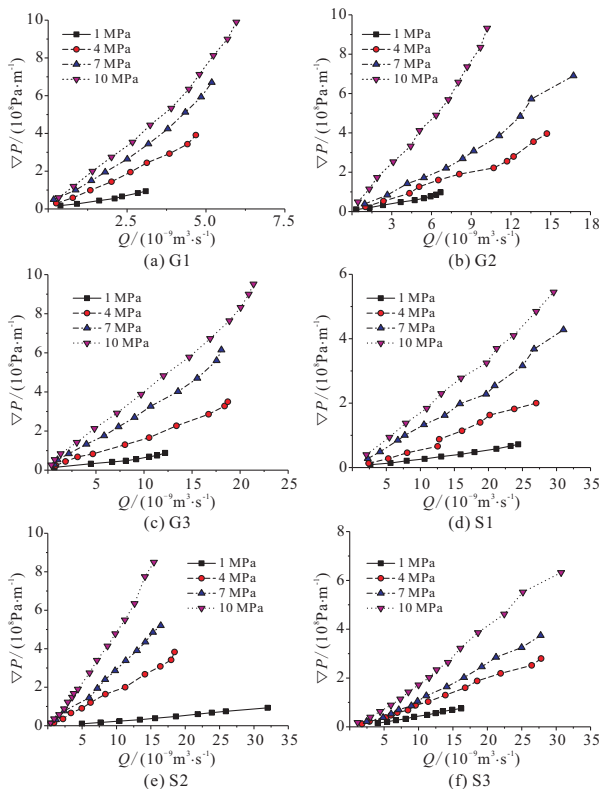 10
8
6
4
2
0
∇P/(10⁸Pa·m⁻¹)
1 MPa
4 MPa
7 MPa
10 MPa
0 2.5 5.0 7.5
Q/(10⁻⁹m³·s⁻¹)
(a) G1
10
8
6
4
2
0
∇P/(10⁸Pa·m⁻¹)
1 MPa
4 MPa
7 MPa
10 MPa
3 6 9 12 15 18
Q/(10⁻⁹m³·s⁻¹)
(b) G2
10
8
6
4
2
0
∇P/(10⁸Pa·m⁻¹)
1 MPa
4 MPa
7 MPa
10 MPa
0 5 10 15 20 25
Q/(10⁻⁹m³·s⁻¹)
(c) G3
6
4
2
0
∇P/(10⁸Pa·m⁻¹)
1 MPa
4 MPa
7 MPa
10 MPa
0 5 10 15 20 25 30 35
Q/(10⁻⁹m³·s⁻¹)
(d) S1
10
8
6
4
2
0
∇P/(10⁸Pa·m⁻¹)
1 MPa
4 MPa
7 MPa
10 MPa
0 5 10 15 20 25 30 35
Q/(10⁻⁹m³·s⁻¹)
(e) S2
8
6
3
2
0
∇P/(10⁸Pa·m⁻¹)
1 MPa
4 MPa
7 MPa
10 MPa
0 5 10 15 20 25 30 35
Q/(10⁻⁹m³·s⁻¹)
(f) S3